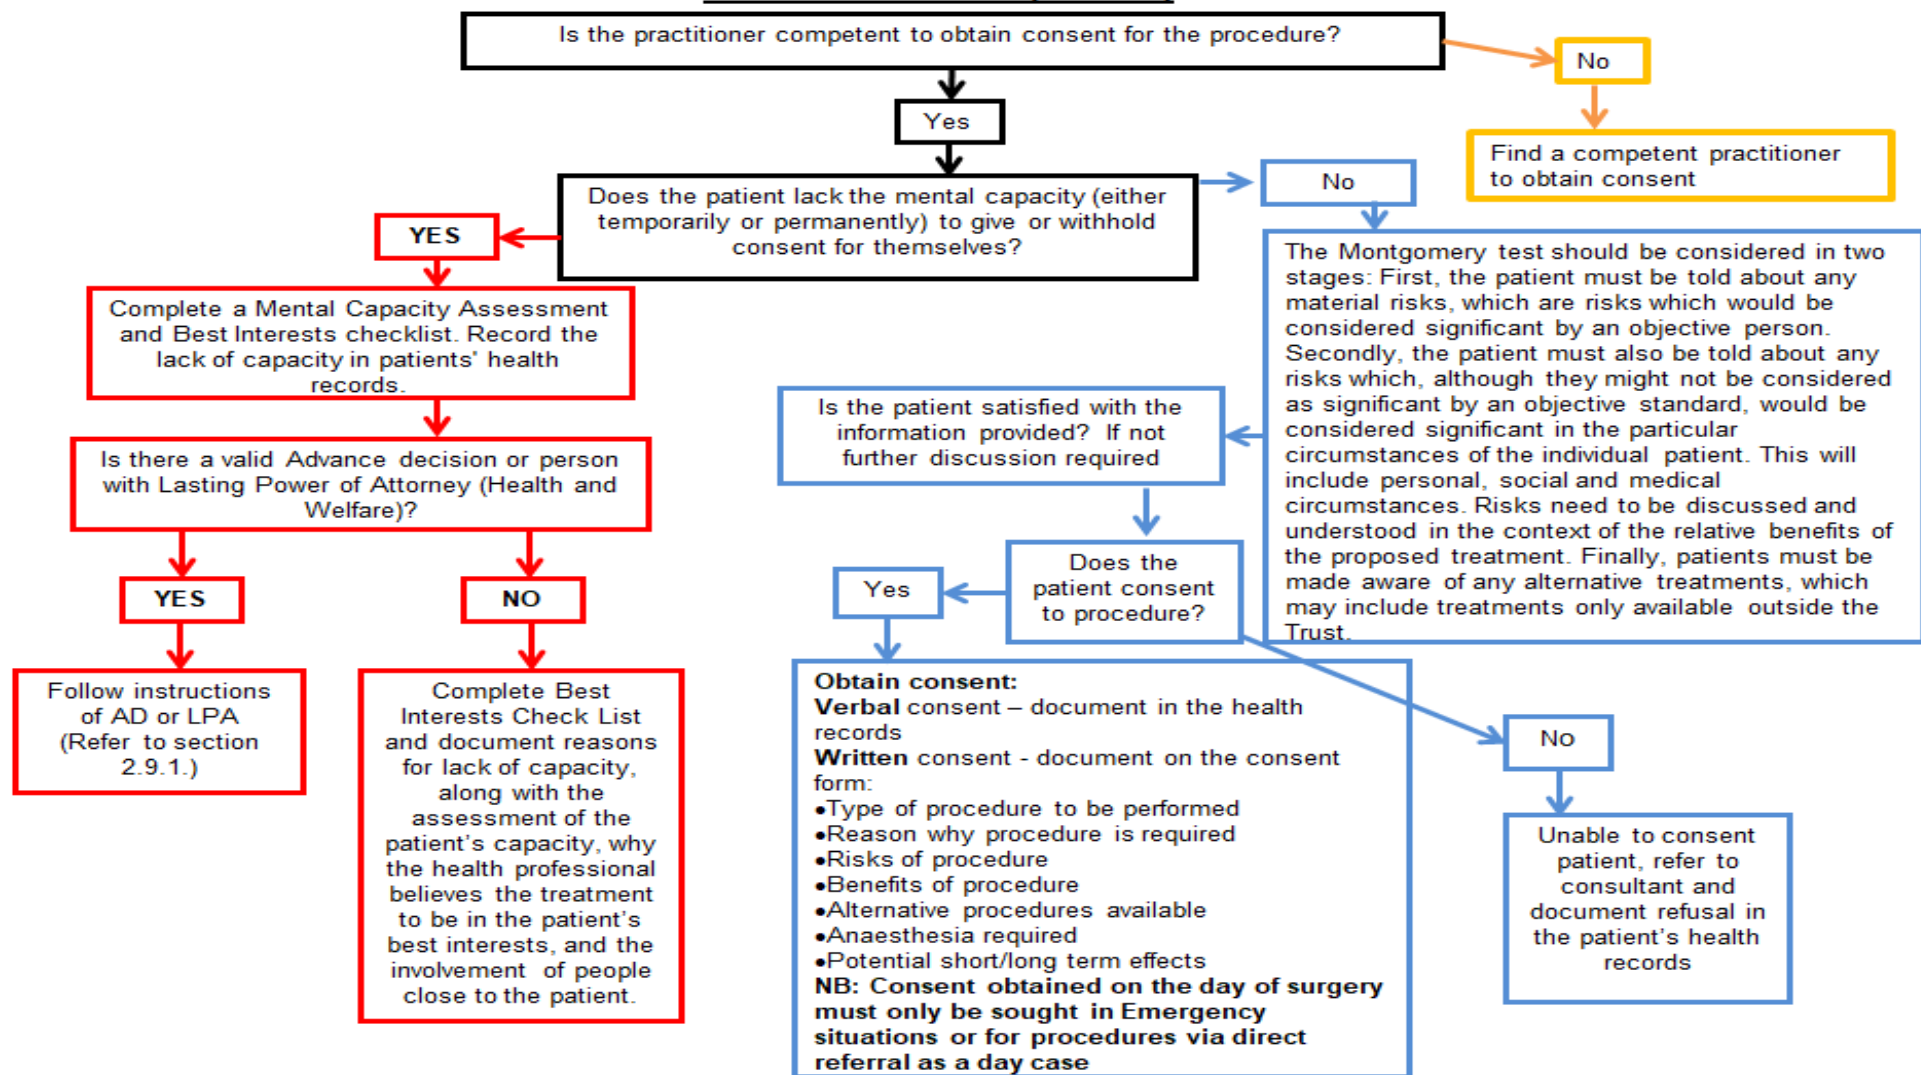 Is the practitioner competent to obtain consent for the procedure?
No
Yes
Find a competent practitioner
to obtain consent
Does the patient lack the mental capacity (either
temporarily or permanently) to give or withhold
consent for themselves?
No
YES
The Montgomery test should be considered in two
stages: First, the patient must be told about any
material risks, which are risks which would be
considered significant by an objective person.
Secondly, the patient must also be told about any
risks which, although they might not be considered
as significant by an objective standard, would be
considered significant in the particular
circumstances of the individual patient. This will
include personal, social and medical
circumstances. Risks need to be discussed and
understood in the context of the relative benefits of
the proposed treatment. Finally, patients must be
made aware of any alternative treatments, which
may include treatments only available outside the
Trust.
Complete a Mental Capacity Assessment
and Best Interests checklist. Record the
lack of capacity in patients' health
records.
Is the patient satisfied with the
information provided? If not
further discussion required
Is there a valid Advance decision or person
with Lasting Power of Attorney (Health and
Welfare)?
Does the
patient consent
to procedure?
Yes
YES
NO
Follow instructions
of AD or LPA
(Refer to section
2.9.1.)
Complete Best
Interests Check List
and document reasons
for lack of capacity,
along with the
assessment of the
patient's capacity, why
the health professional
believes the treatment
to be in the patient's
best interests, and the
involvement of people
close to the patient.
Obtain consent:
Verbal consent – document in the health
records
Written consent - document on the consent
form:
•Type of procedure to be performed
•Reason why procedure is required
•Risks of procedure
•Benefits of procedure
•Alternative procedures available
•Anaesthesia required
•Potential short/long term effects
NB: Consent obtained on the day of surgery
must only be sought in Emergency
situations or for procedures via direct
referral as a day case
No
Unable to consent
patient, refer to
consultant and
document refusal in
the patient's health
records